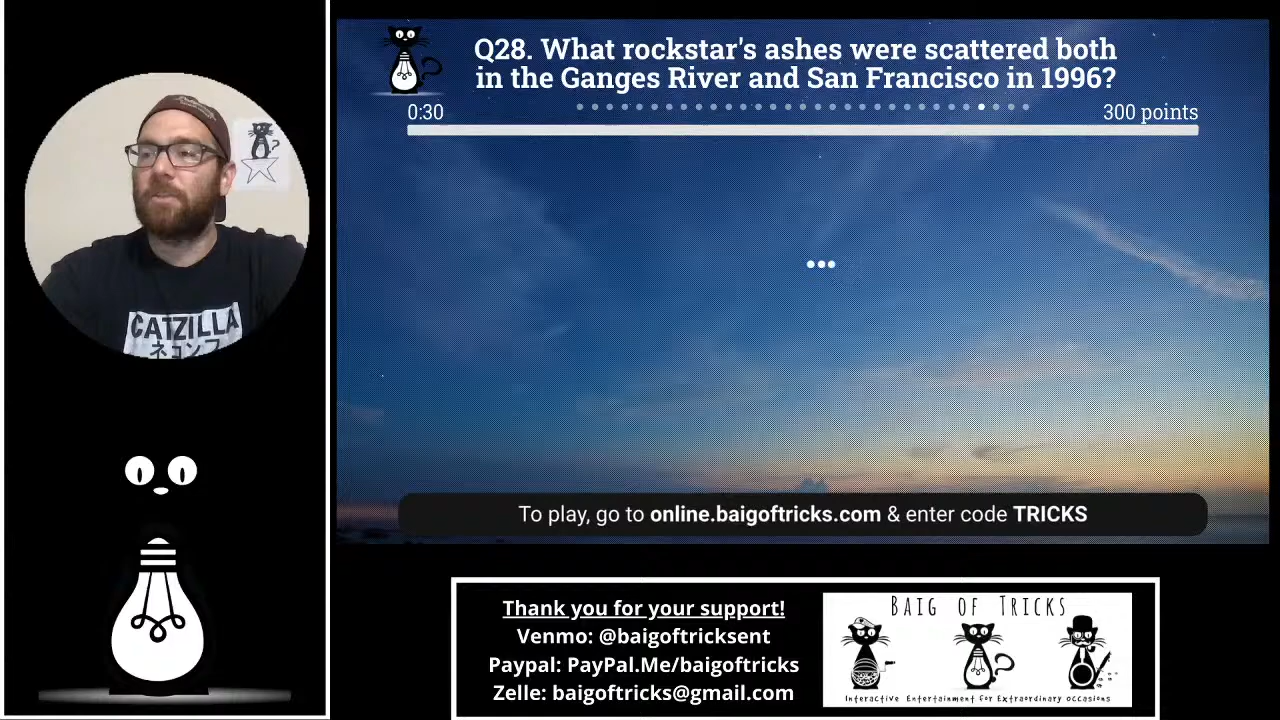 Q28. What rockstar's ashes were scattered both
in the Ganges River and San Francisco in 1996?
0:30
300 points
CATZILLA
To play, go to online.baigoftricks.com & enter code TRICKS
Thank you for your support!
Venmo: @baigoftricksent
Paypal: PayPal.Me/baigoftricks
Zelle: baigoftricks@gmail.com
BAIG OF TRICKS
Interactive Entertainment for Extraordinary occasions